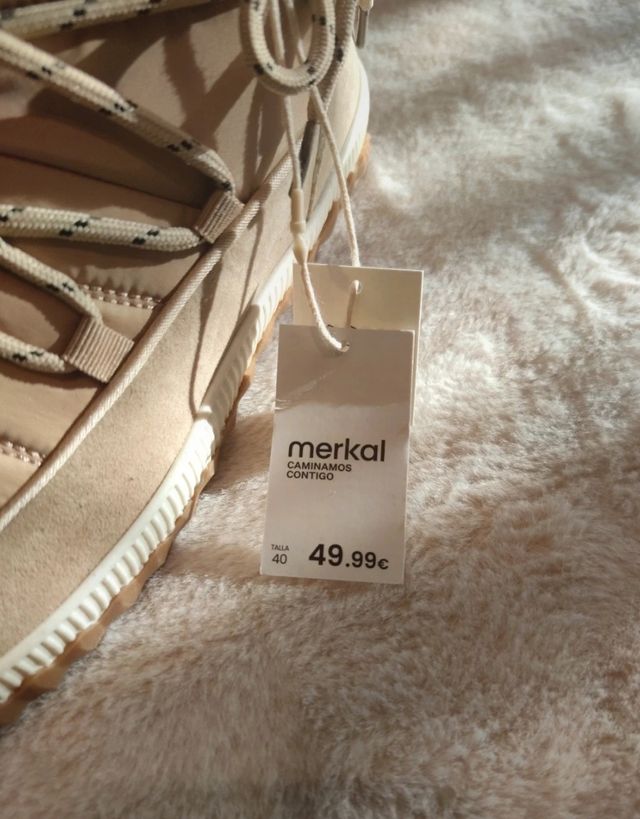 merkal
CAMINAMOS
CONTIGO
TALLA
40
49.99€